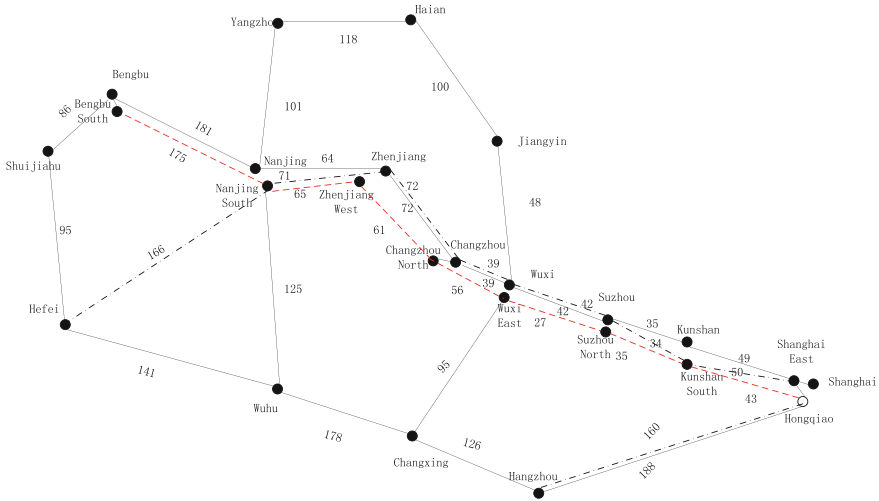 Haian
Yangzho
118
Bengbu
86
Bengbu
South
181
101
100
175
Shuijiahu
Nanjing
64
Zhenjiang
Jiangyin
71
72
Nanjing
South
65
Zhenjiang
West
72
48
95
166
61
Changzhou
North
Changzhou
39
Wuxi
125
56
39
Hefei
Wuxi
East
42
42
Suzhou
27
35
Kunshan
Suzhou
North
35
34
49
Shanghai
East
141
95
Kunshan
South
50
Shanghai
43
Wuhu
Hongqiao
178
Changxing
126
160
188
Hangzhou